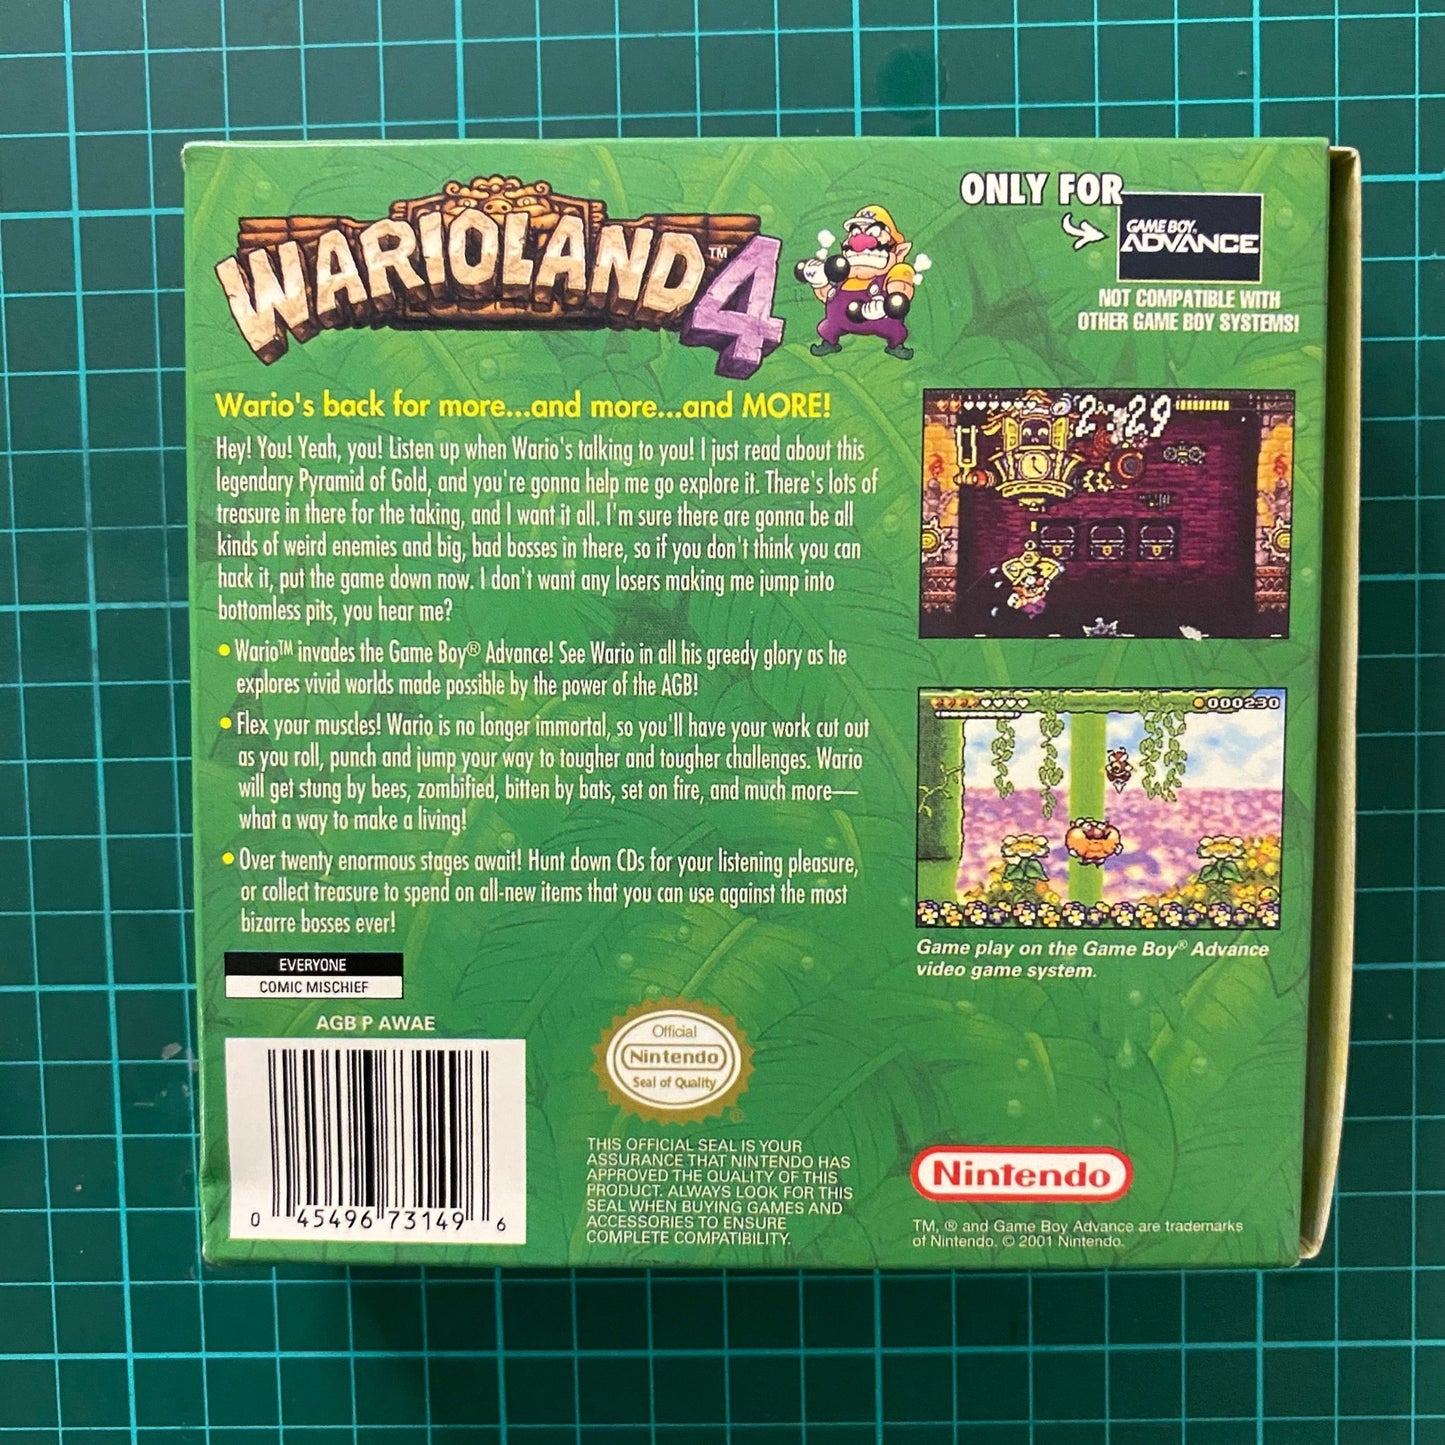 WARIOLAND™ 4
ONLY FOR
GAME BOY.
ADVANCE
NOT COMPATIBLE WITH
OTHER GAME BOY SYSTEMS!
Wario's back for more...and more...and MORE!
Hey! You! Yeah, you! Listen up when Wario's talking to you! I just read about this
legendary Pyramid of Gold, and you're gonna help me go explore it. There's lots of
treasure in there for the taking, and I want it all. I'm sure there are gonna be all
kinds of weird enemies and big, bad bosses in there, so if you don't think you can
hack it, put the game down now. I don't want any losers making me jump into
bottomless pits, you hear me?
• Wario™ invades the Game Boy® Advance! See Wario in all his greedy glory as he
explores vivid worlds made possible by the power of the AGB!
• Flex your muscles! Wario is no longer immortal, so you'll have your work cut out
as you roll, punch and jump your way to tougher and tougher challenges. Wario
will get stung by bees, zombified, bitten by bats, set on fire, and much more—
what a way to make a living!
• Over twenty enormous stages await! Hunt down CDs for your listening pleasure,
or collect treasure to spend on all-new items that you can use against the most
bizarre bosses ever!
2:29
000230
Game play on the Game Boy® Advance
video game system.
EVERYONE
COMIC MISCHIEF
AGB P AWAE
0 45496 73149 6
Official
Nintendo
Seal of Quality
®
THIS OFFICIAL SEAL IS YOUR
ASSURANCE THAT NINTENDO HAS
APPROVED THE QUALITY OF THIS
PRODUCT. ALWAYS LOOK FOR THIS
SEAL WHEN BUYING GAMES AND
ACCESSORIES TO ENSURE
COMPLETE COMPATIBILITY.
Nintendo
TM, ® and Game Boy Advance are trademarks
of Nintendo. © 2001 Nintendo.